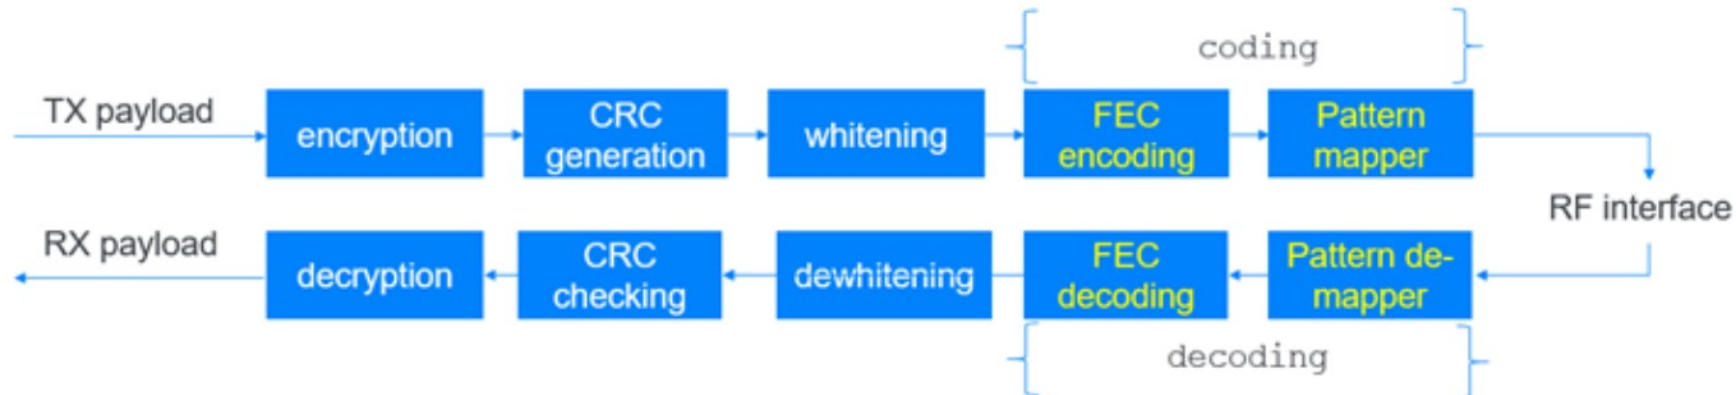 coding
TX payload
encryption
CRC
generation
whitening
FEC
encoding
Pattern
mapper
RF interface
RX payload
decryption
CRC
checking
dewhitening
FEC
decoding
Pattern de-
mapper
decoding